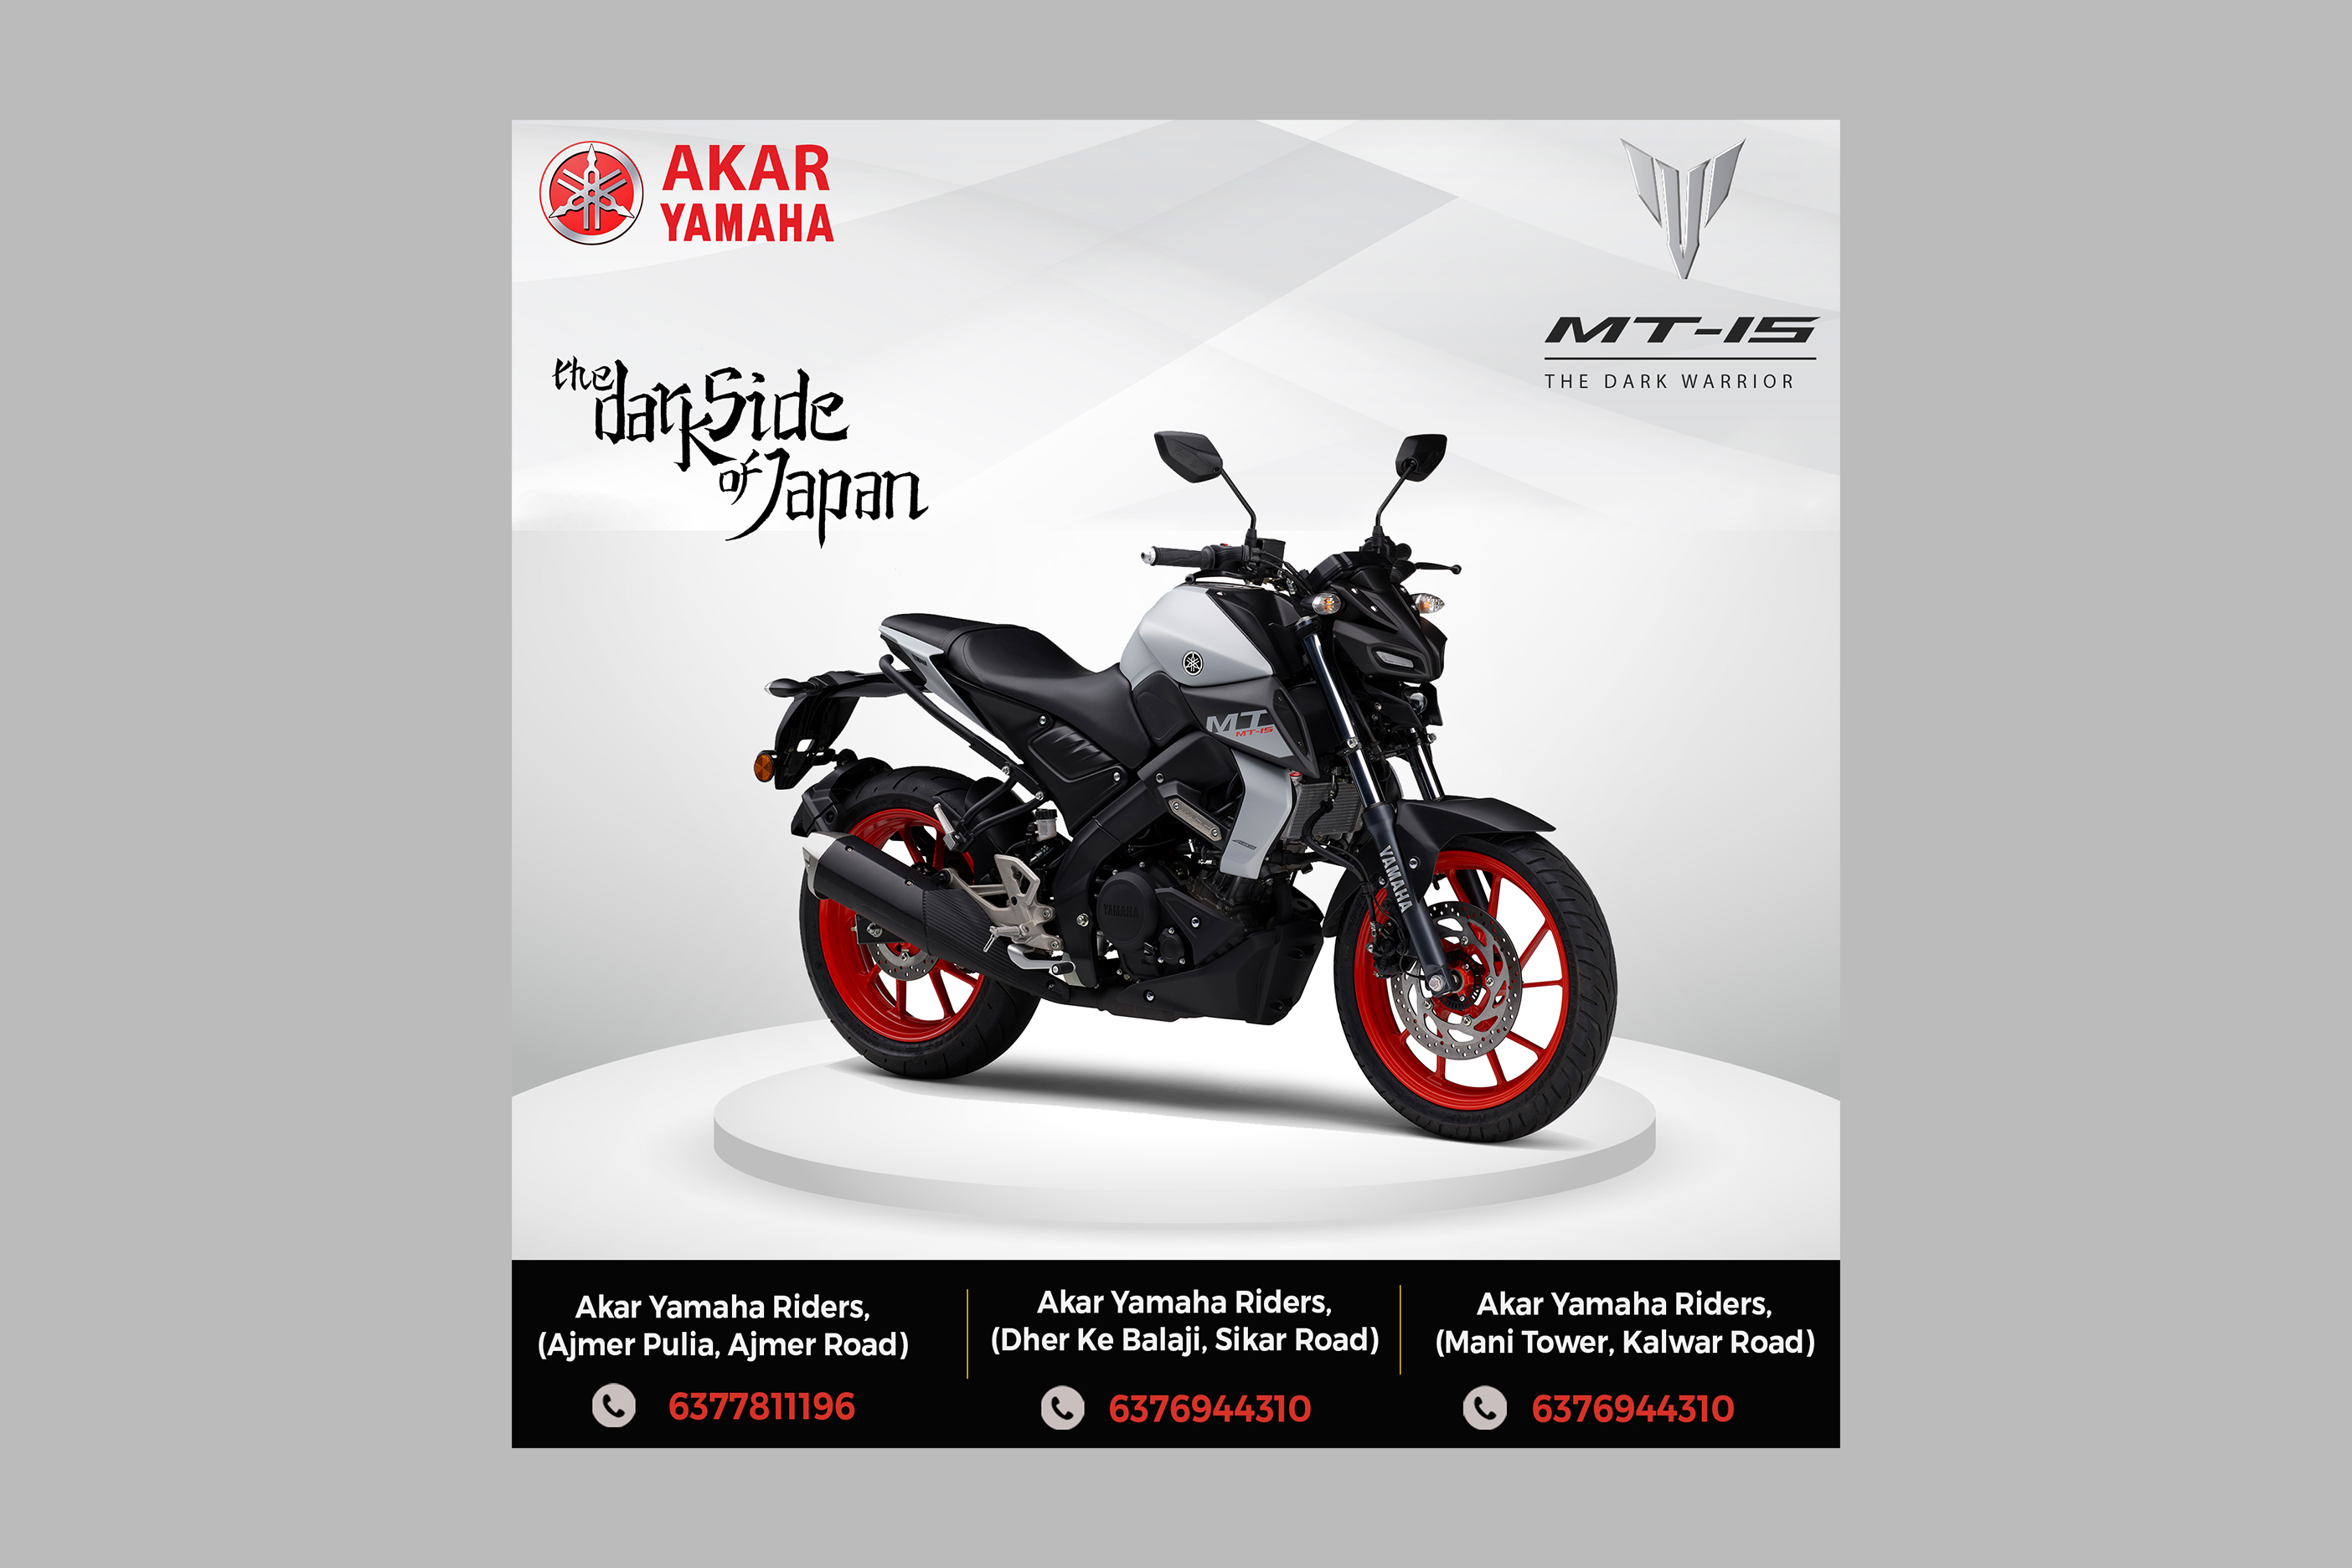 AKAR
YAMAHA
MT-15
THE DARK WARRIOR
the
dark Side
of Japan
MT
MT-15
YAMAHA
YAMAHA
Akar Yamaha Riders,
(Ajmer Pulia, Ajmer Road)
6377811196
Akar Yamaha Riders,
(Dher Ke Balaji, Sikar Road)
6376944310
Akar Yamaha Riders,
(Mani Tower, Kalwar Road)
6376944310